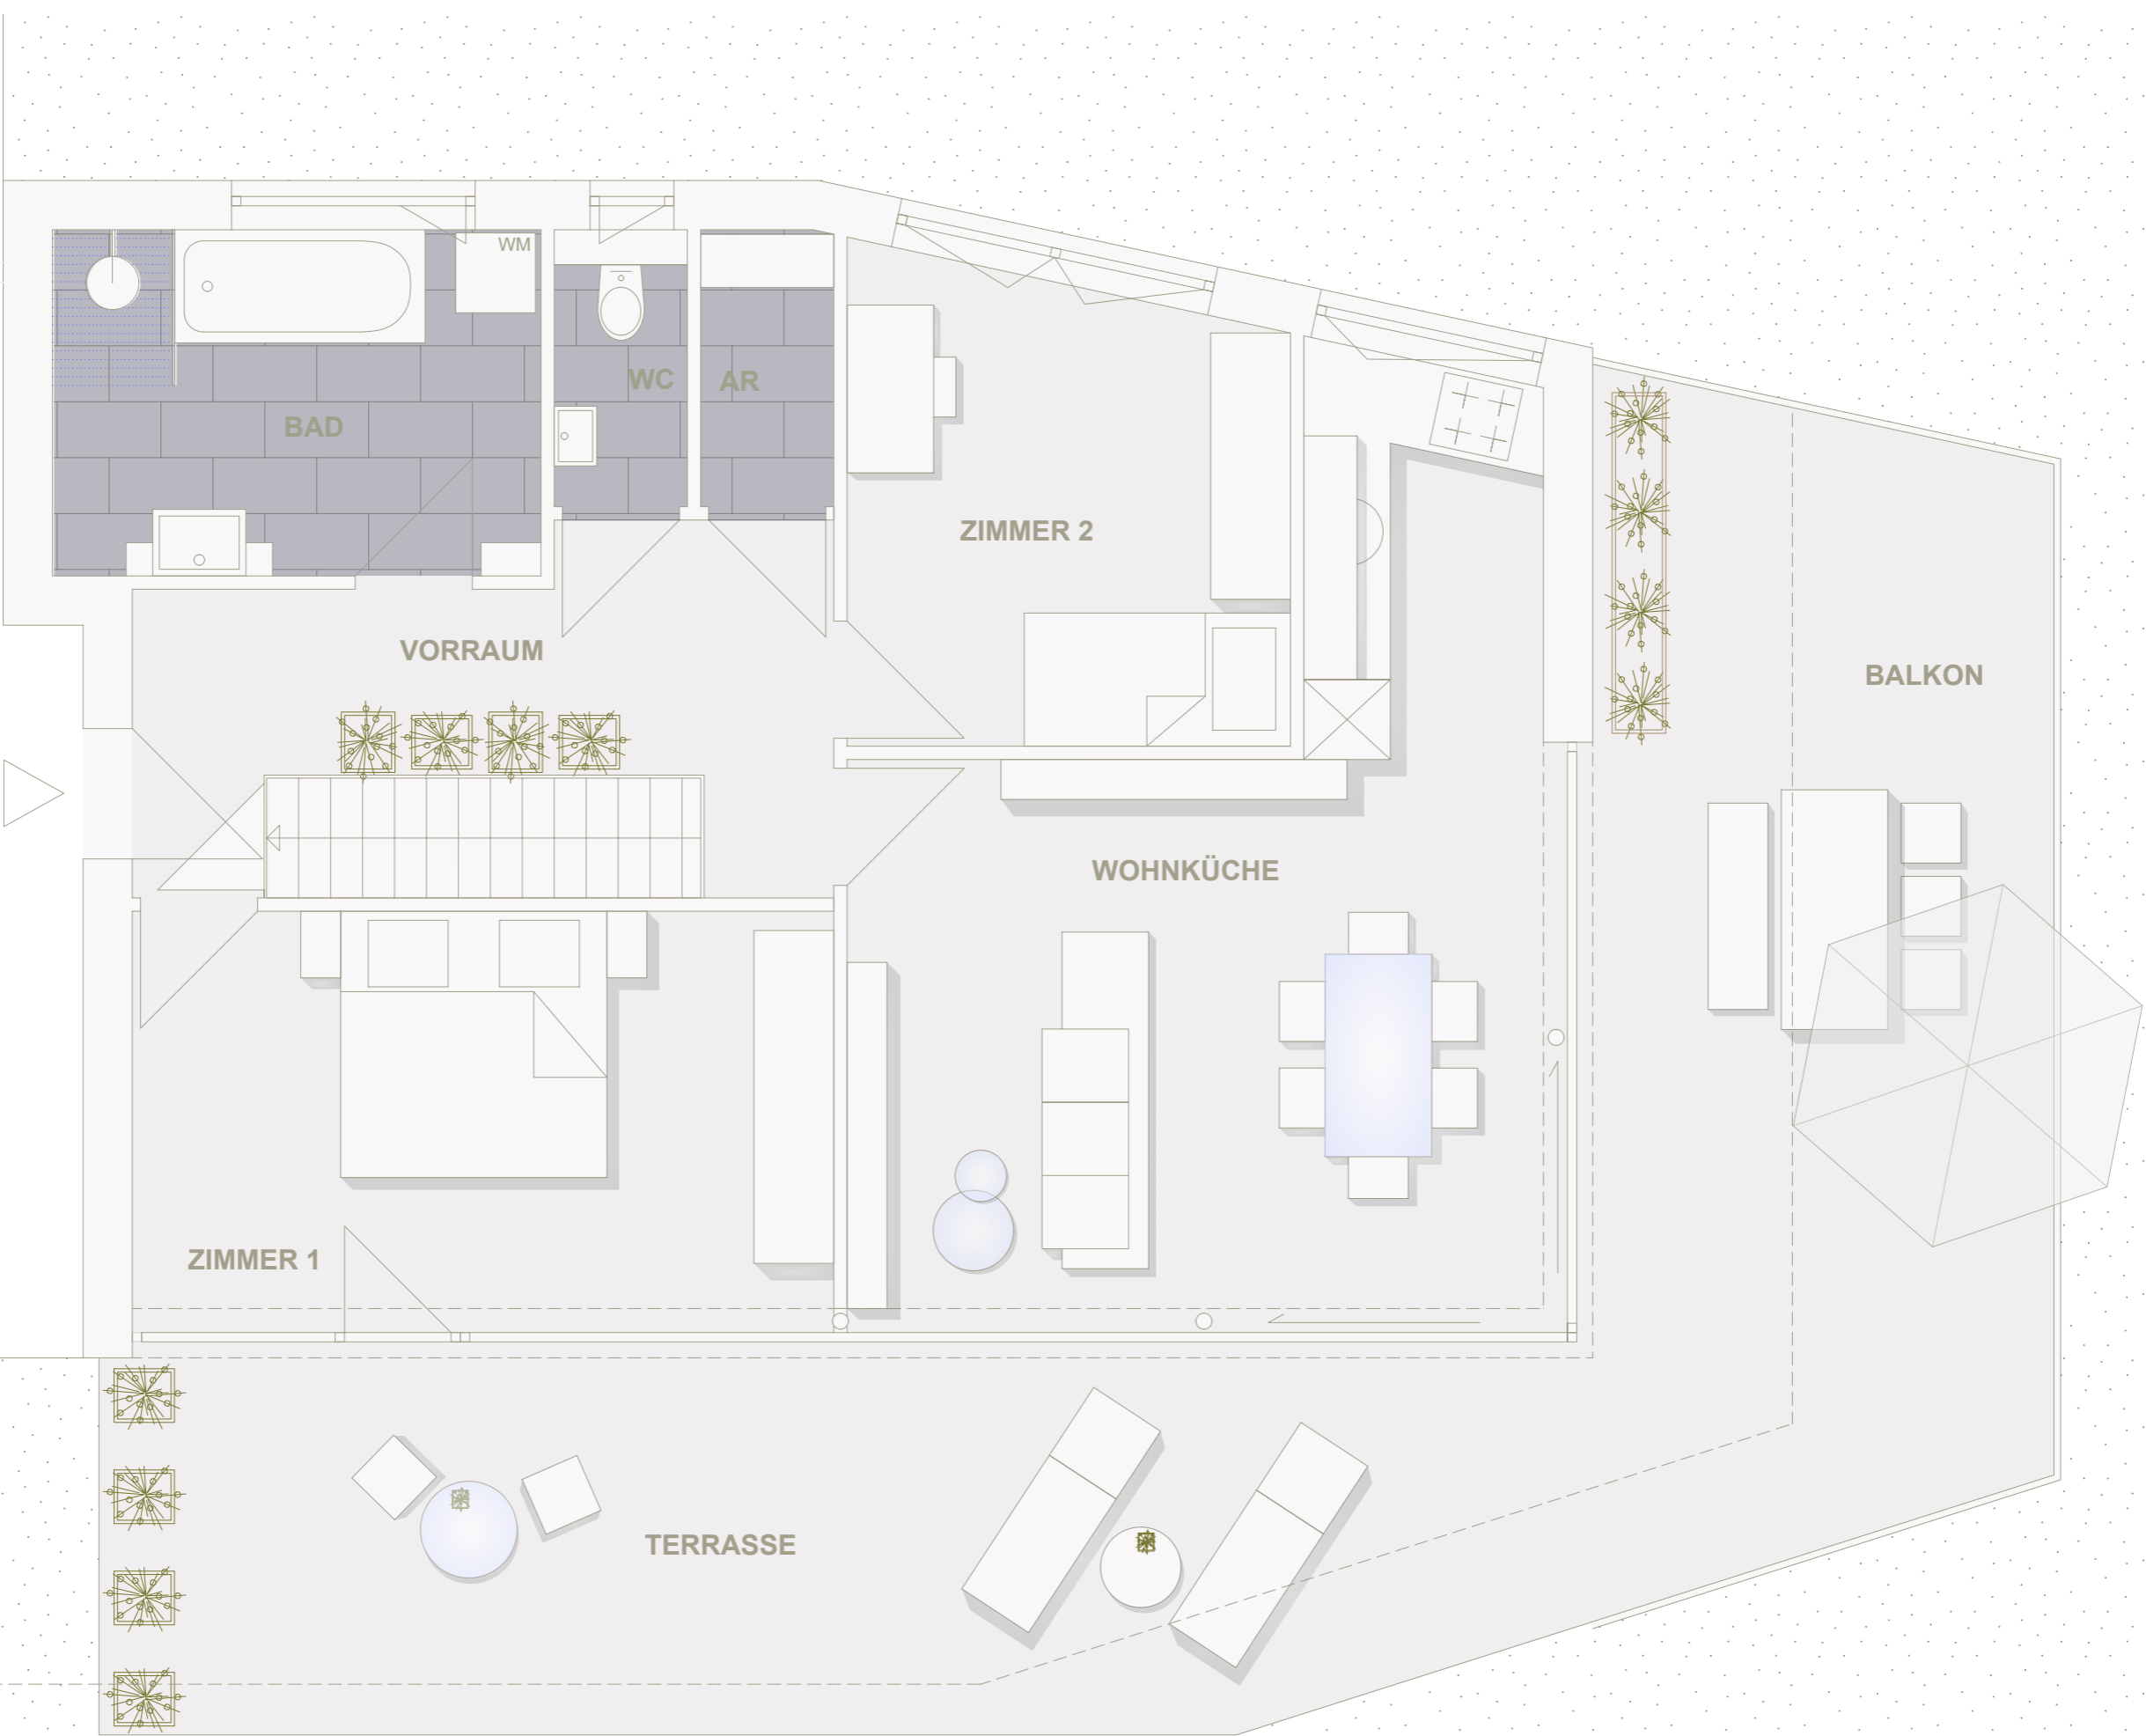 WM
WC
AR
BAD
ZIMMER 2
VORRAUM
BALKON
WOHNKÜCHE
ZIMMER 1
TERRASSE